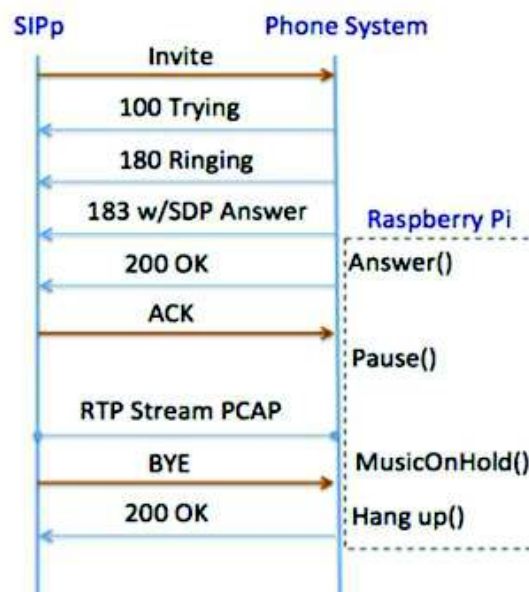 SIPp Phone System
Invite
100 Trying
180 Ringing
183 w/SDP Answer
Raspberry Pi
200 OK
Answer()
ACK
Pause()
RTP Stream PCAP
BYE
MusicOnHold()
200 OK
Hang up()